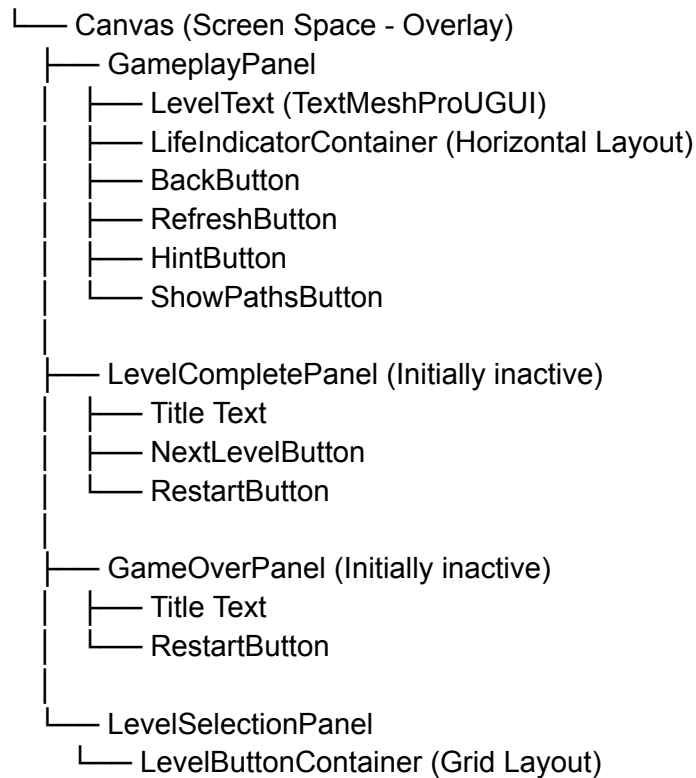 └── Canvas (Screen Space - Overlay)
├── GameplayPanel
│ ├── LevelText (TextMeshProUGUI)
│ ├── LifeIndicatorContainer (Horizontal Layout)
│ ├── BackButton
│ ├── RefreshButton
│ ├── HintButton
│ └── ShowPathsButton
│
├── LevelCompletePanel (Initially inactive)
│ ├── Title Text
│ ├── NextLevelButton
│ └── RestartButton
│
├── GameOverPanel (Initially inactive)
│ ├── Title Text
│ └── RestartButton
│
└── LevelSelectionPanel
└── LevelButtonContainer (Grid Layout)